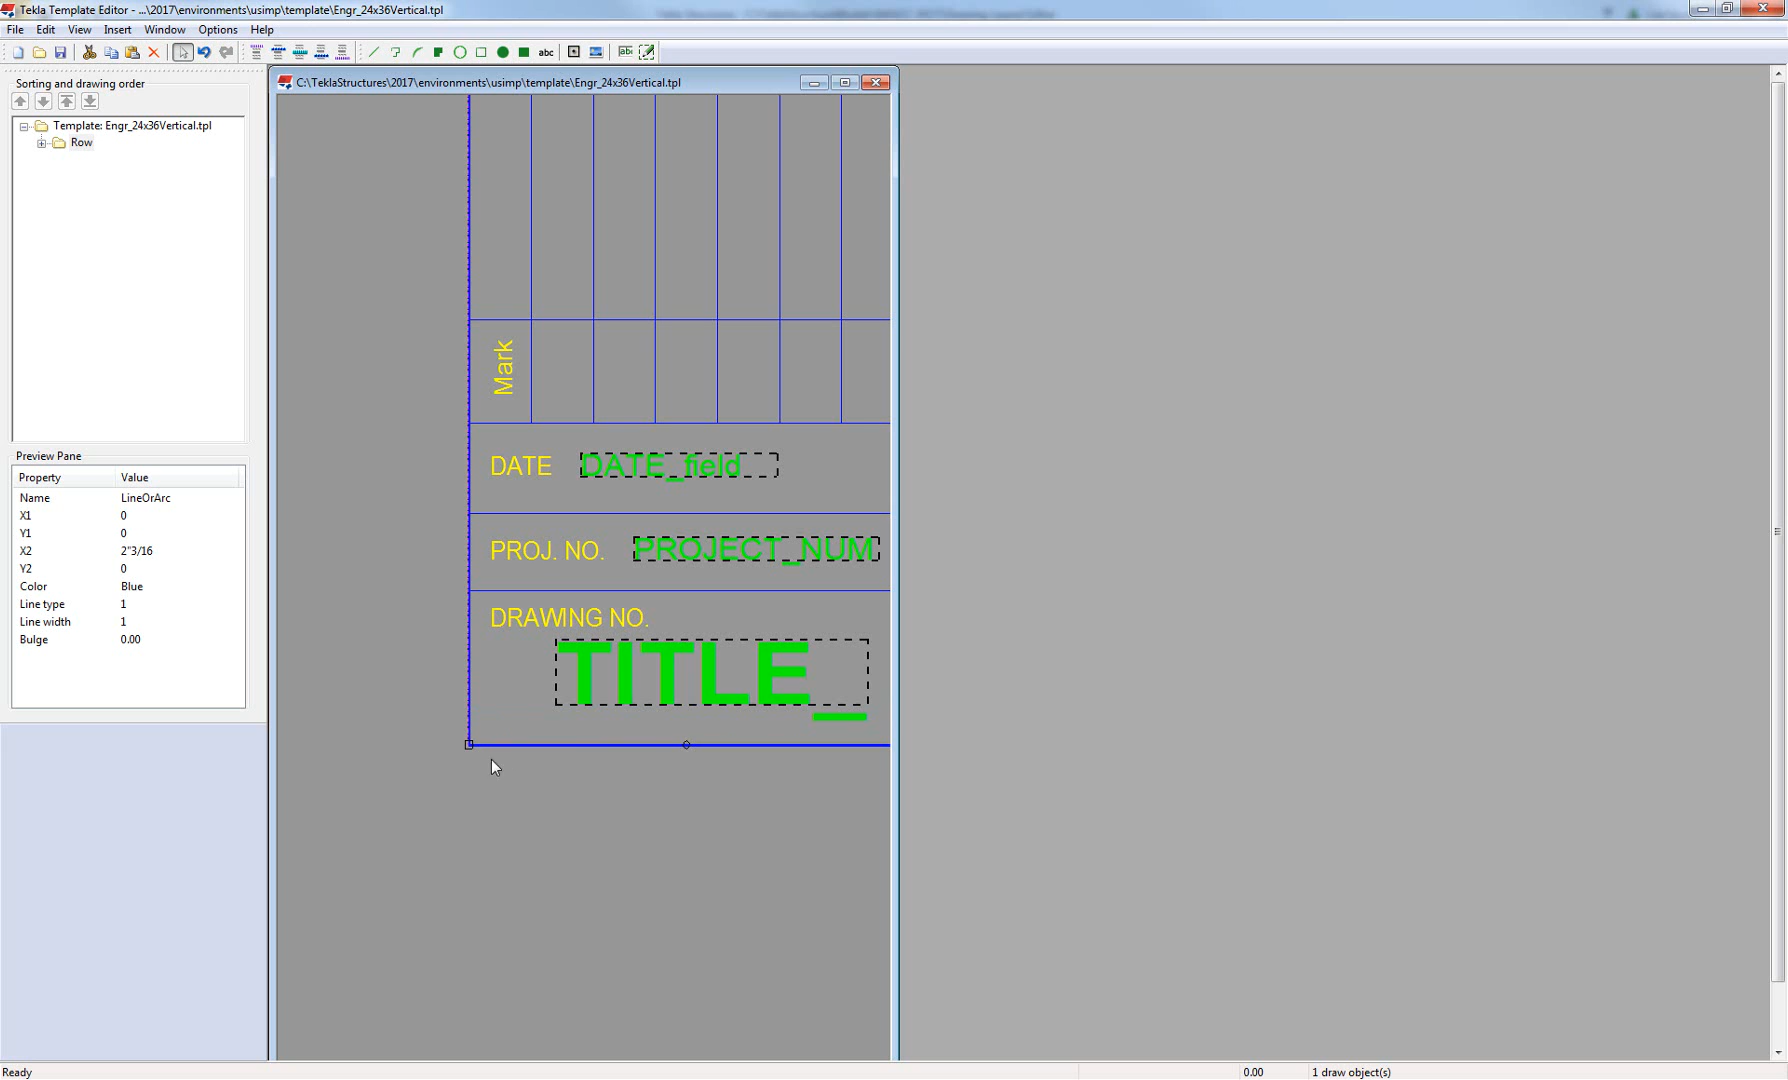 Tekla Template Editor - ...\2017\environments\usimp\template\Engr_24x36Vertical.tpl
File Edit View Insert Window Options Help
abc abc
Sorting and drawing order
Template: Engr_24x36Vertical.tpl
Row
Preview Pane
Property Value
Name LineOrArc
X1 0
Y1 0
X2 2"3/16
Y2 0
Color Blue
Line type 1
Line width 1
Bulge 0.00
C:\TeklaStructures\2017\environments\usimp\template\Engr_24x36Vertical.tpl
Mark
DATE DATE_field
PROJ. NO. PROJECT_NUM
DRAWING NO.
TITLE_
Ready 0.00 1 draw object(s)